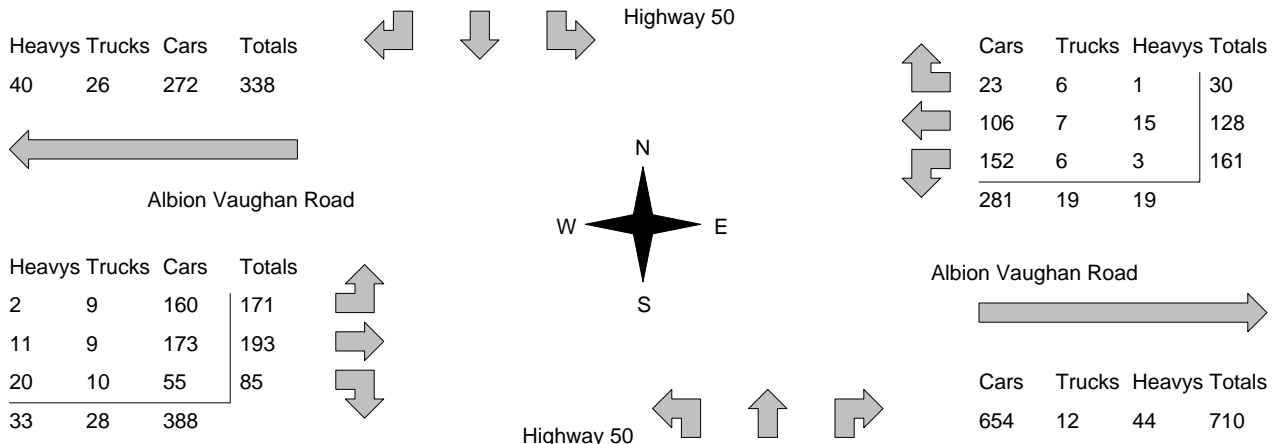 Highway 50
Heavys Trucks Cars Totals
40 26 272 338
Cars Trucks Heavys Totals
23 6 1 30
106 7 15 128
152 6 3 161
281 19 19
Albion Vaughan Road
N
W E
S
Heavys Trucks Cars Totals
2 9 160 171
11 9 173 193
20 10 55 85
33 28 388
Albion Vaughan Road
Cars Trucks Heavys Totals
654 12 44 710
Highway 50